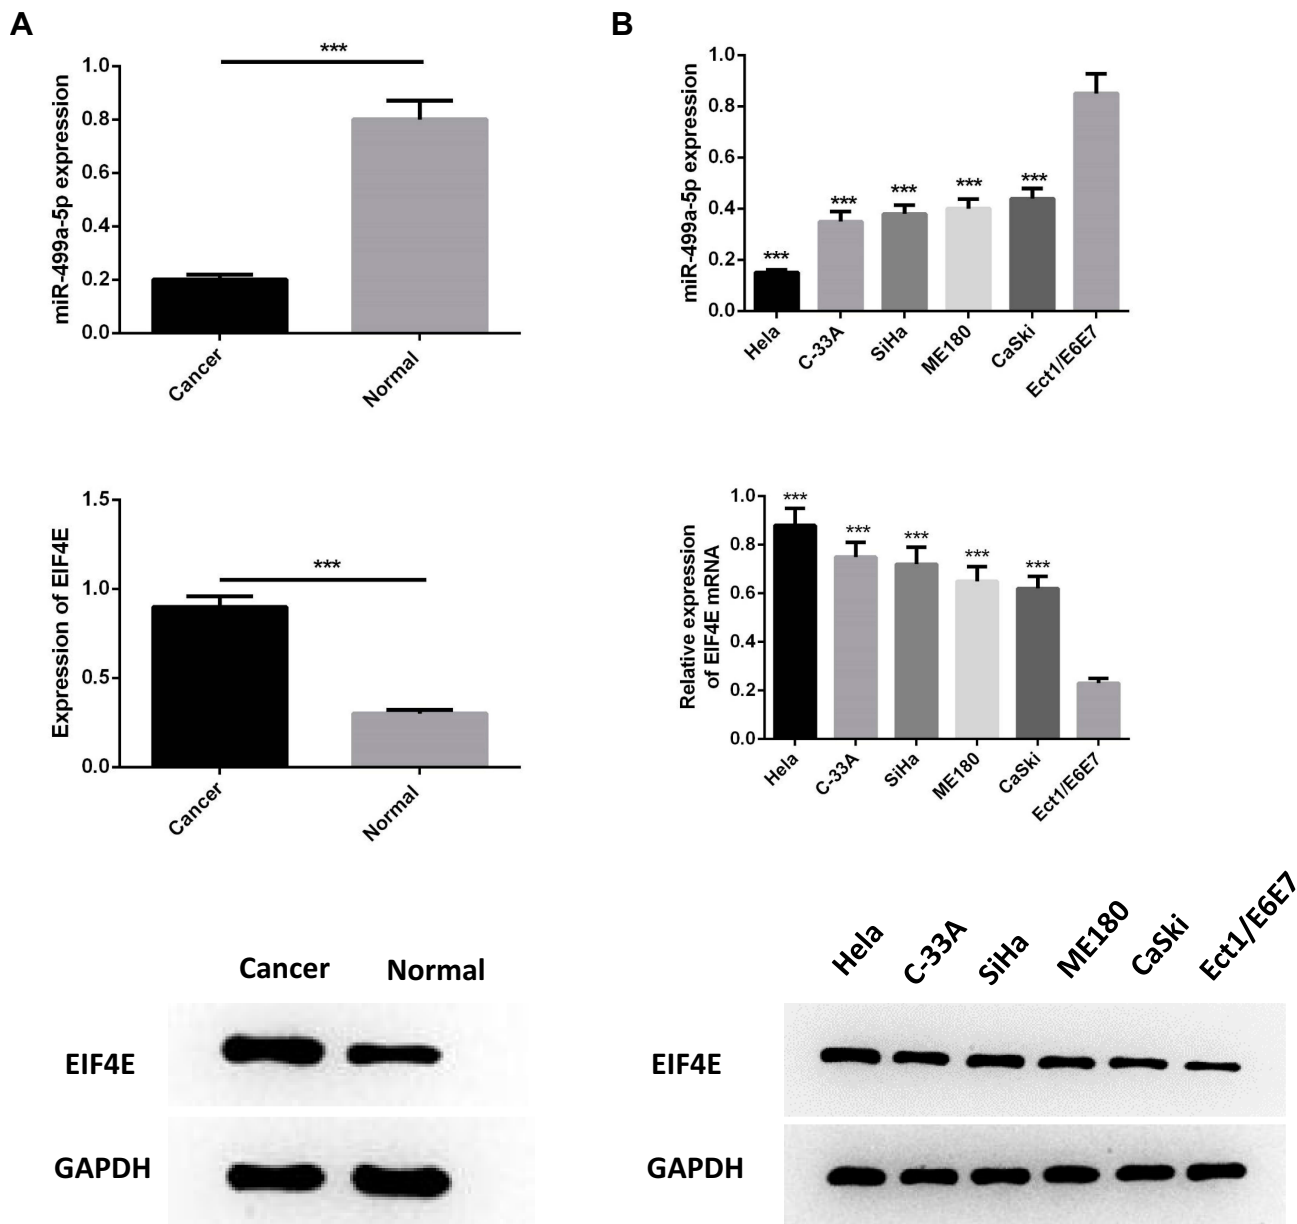 A
***
miR-499a-5p expression
1.0
0.8
0.6
0.4
0.2
0.0
Cancer
Normal
B
miR-499a-5p expression
1.0
0.8
0.6
0.4
0.2
0.0
***
***
***
***
***
Hela
C-33A
SiHa
ME180
CaSki
Ect1/E6E7
Expression of EIF4E
1.5
1.0
0.5
0.0
***
Cancer
Normal
Relative expression
of EIF4E mRNA
1.0
0.8
0.6
0.4
0.2
0.0
***
***
***
***
***
Hela
C-33A
SiHa
ME180
CaSki
Ect1/E6E7
Cancer Normal
EIF4E
GAPDH
Hela C-33A SiHa ME180 CaSki Ect1/E6E7
EIF4E
GAPDH